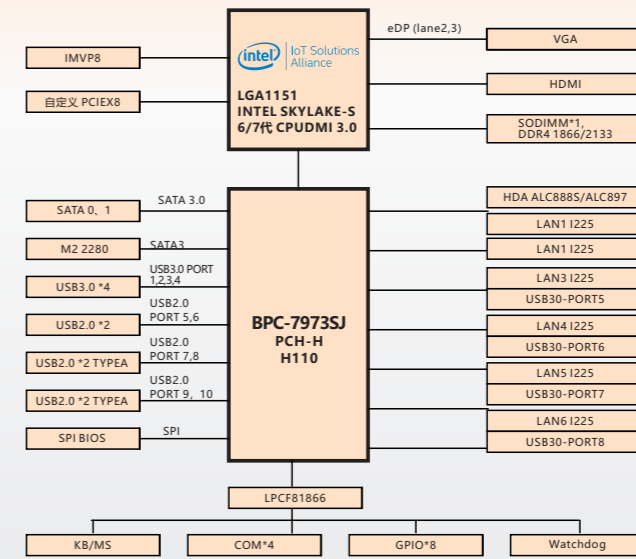 IMVP8
自定义 PCIEX8
intel
IoT Solutions
Alliance
LGA1151
INTEL SKYLAKE-S
6/7代 CPUDMI 3.0
eDP (lane2,3)
VGA
HDMI
SODIMM*1,
DDR4 1866/2133
SATA 0、1
SATA 3.0
M2 2280
SATA3
USB3.0 *4
USB3.0 PORT
1,2,3,4
USB2.0 *2
USB2.0
PORT 5,6
USB2.0 *2 TYPEA
USB2.0
PORT 7,8
USB2.0 *2 TYPEA
USB2.0
PORT 9，10
SPI BIOS
SPI
BPC-7973SJ
PCH-H
H110
HDA ALC888S/ALC897
LAN1 I225
LAN1 I225
LAN3 I225
USB30-PORT5
LAN4 I225
USB30-PORT6
LAN5 I225
USB30-PORT7
LAN6 I225
USB30-PORT8
LPCF81866
KB/MS
COM*4
GPIO*8
Watchdog